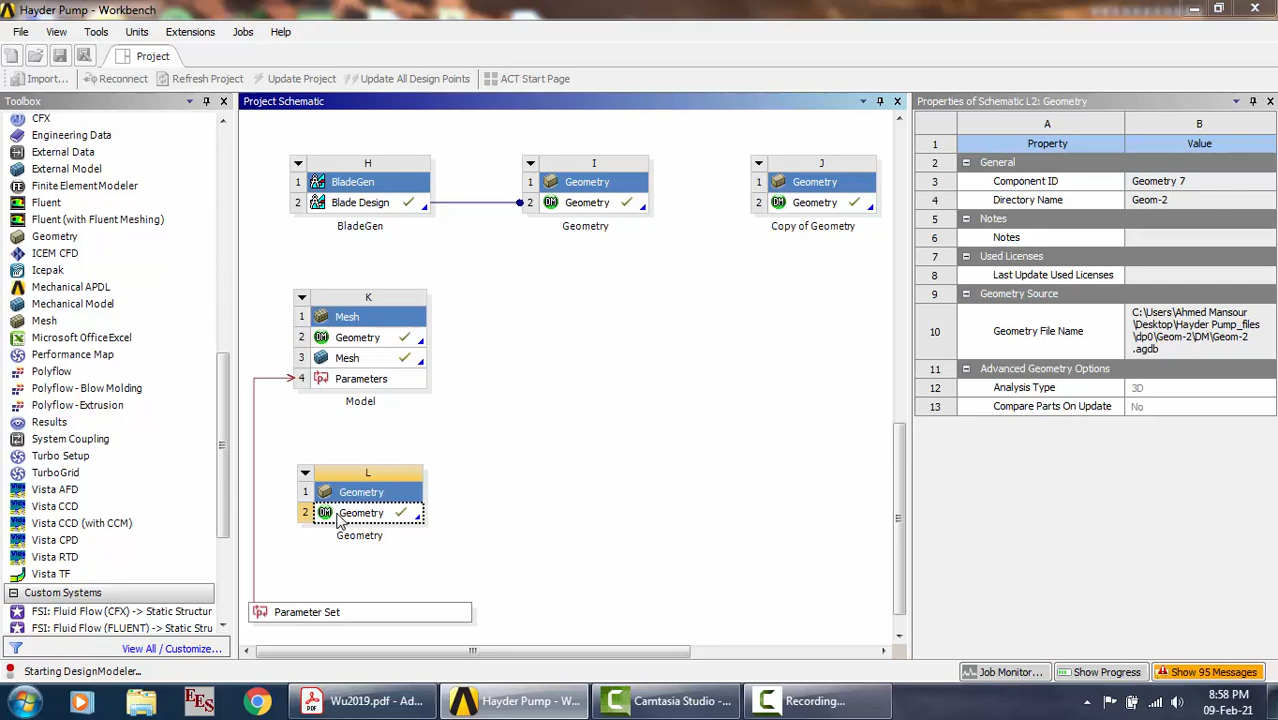 Hayder Pump - Workbench
File View Tools Units Extensions Jobs Help
Project
Import... Reconnect Refresh Project Update Project Update All Design Points ACT Start Page
Toolbox
CFX
Engineering Data
External Data
External Model
Finite ElementModeler
Fluent
Fluent (with Fluent Meshing)
Geometry
ICEM CFD
Icepak
Mechanical APDL
Mechanical Model
Mesh
Microsoft OfficeExcel
Performance Map
Polyflow
Polyflow - Blow Molding
Polyflow -Extrusion
Results
System Coupling
Turbo Setup
TurboGrid
Vista AFD
Vista CCD
Vista CCD (with CCM)
Vista CPD
Vista RTD
Vista TF
Custom Systems
FSI: Fluid Flow (CFX) -> Static Structur
FSI: Fluid Flow (FLUENT) -> Static Stru
View All / Customize...
Project Schematic
H
1 BladeGen
2 Blade Design
BladeGen
I
1 Geometry
2 Geometry
Geometry
J
1 Geometry
2 Geometry
Copy of Geometry
K
1 Mesh
2 Geometry
3 Mesh
4 Parameters
Model
L
1 Geometry
2 Geometry
Geometry
Parameter Set
Properties of Schematic L2: Geometry
A B
1 Property Value
2 General
3 Component ID Geometry 7
4 Directory Name Geom-2
5 Notes
6 Notes
7 Used Licenses
8 Last Update Used Licenses
9 Geometry Source
10 Geometry File Name C:\Users\Ahmed Mansour
\Desktop\Hayder Pump_files
\dp0\Geom-2\DM\Geom-2
.agdb
11 Advanced Geometry Options
12 Analysis Type 3D
13 Compare Parts On Update No
Starting DesignModeler... Job Monitor... Show Progress Show 95 Messages
EES Wu2019.pdf - Ad... Hayder Pump - W... Camtasia Studio -... Recording... 8:58 PM
09-Feb-21